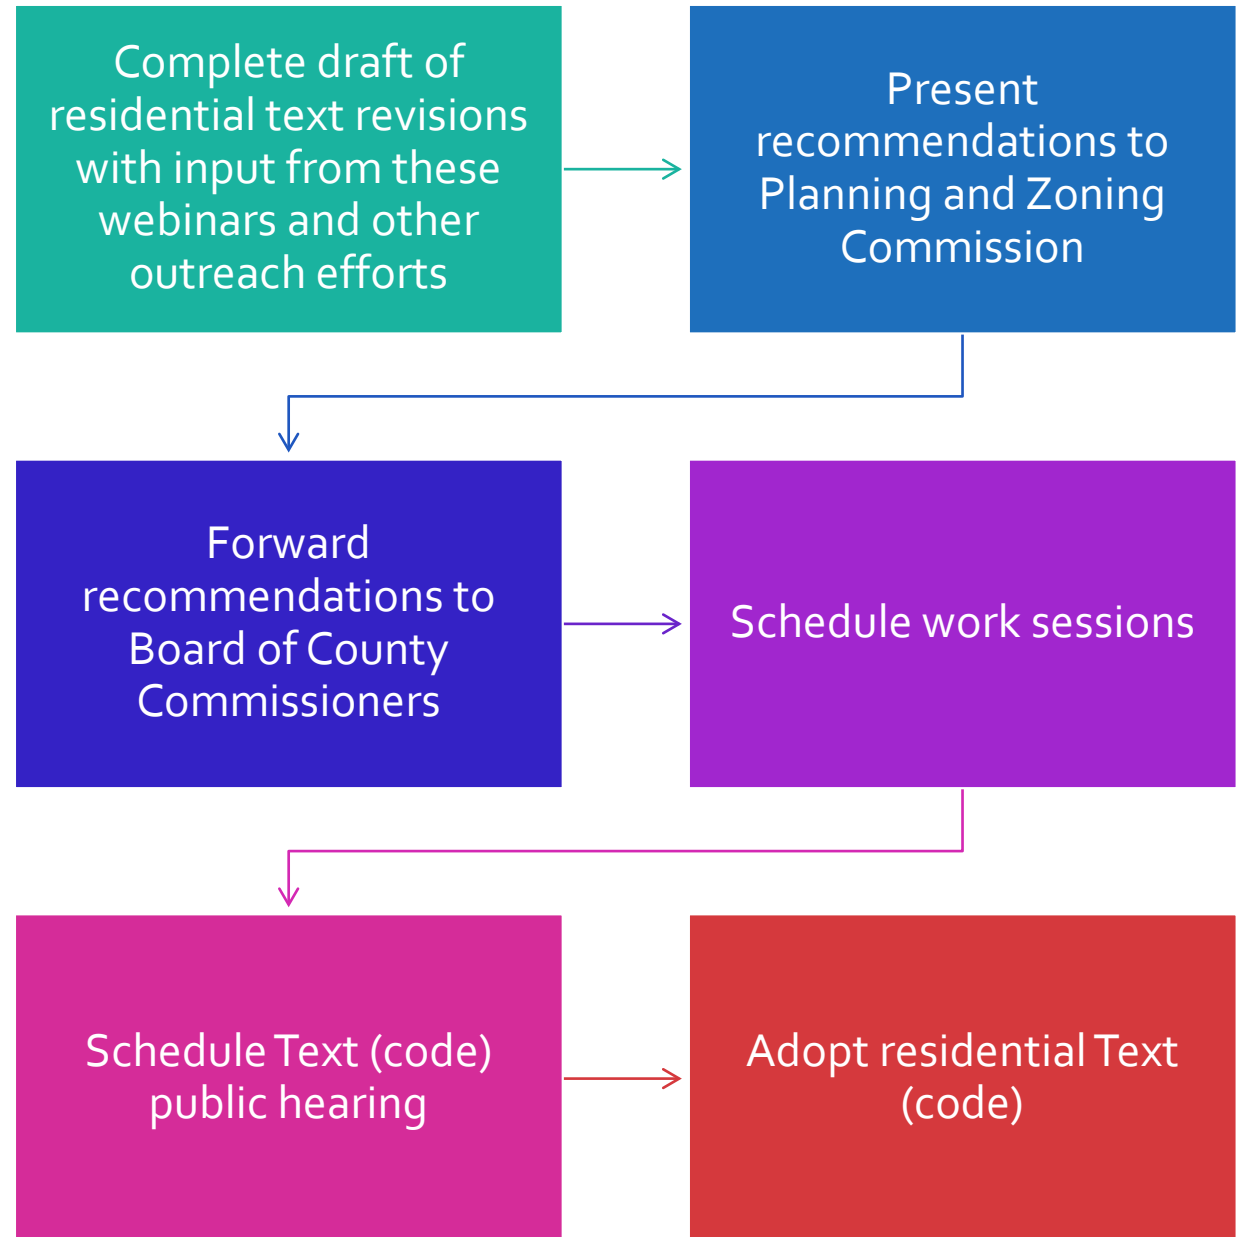 Complete draft of
residential text revisions
with input from these
webinars and other
outreach efforts
Present
recommendations to
Planning and Zoning
Commission
Forward
recommendations to
Board of County
Commissioners
Schedule work sessions
Schedule Text (code)
public hearing
Adopt residential Text
(code)